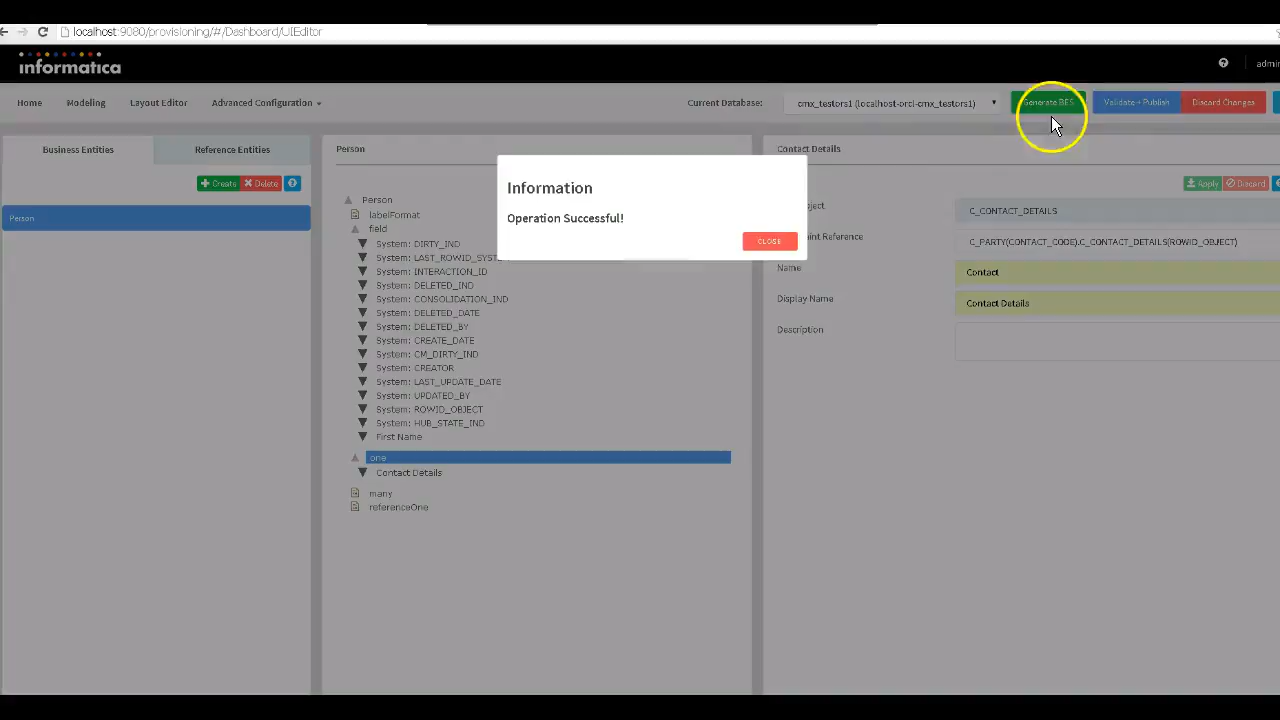 localhost:9080/provisioning/#/Dashboard/UIEditor
informatica
Home
Modeling
Layout Editor
Advanced Configuration
Current Database:
cmx_testors1 (localhost-orcl-cmx_testors1)
Generate BES
Validate + Publish
Discard Changes
Business Entities
Reference Entities
Create
Delete
Person
Person
Person
labelFormat
field
System: DIRTY_IND
System: LAST_ROWID_SYSTE
System: INTERACTION_ID
System: DELETED_IND
System: CONSOLIDATION_IND
System: DELETED_DATE
System: DELETED_BY
System: CREATE_DATE
System: CM_DIRTY_IND
System: CREATOR
System: LAST_UPDATE_DATE
System: UPDATED_BY
System: ROWID_OBJECT
System: HUB_STATE_IND
First Name
one
Contact Details
many
referenceOne
Information
Operation Successful!
CLOSE
Contact Details
Apply
Discard
C_CONTACT_DETAILS
Reference
C_PARTY(CONTACT_CODE).C_CONTACT_DETAILS(ROWID_OBJECT)
Name
Contact
Display Name
Contact Details
Description